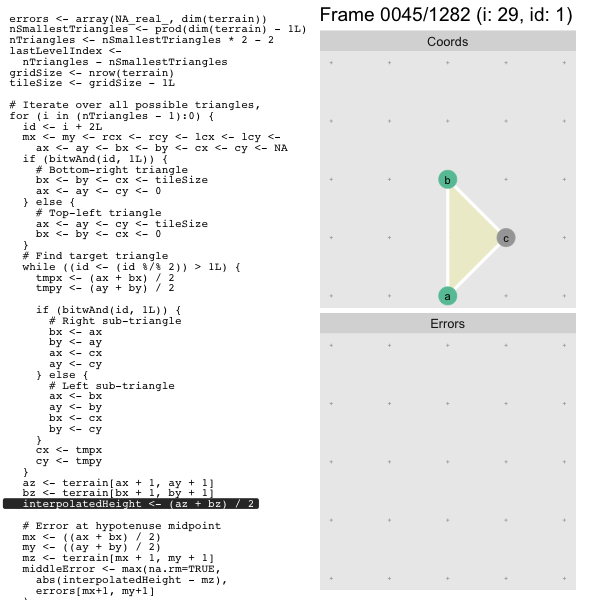 errors <- array(NA_real_, dim(terrain))
nSmallestTriangles <- prod(dim(terrain) - 1L)
nTriangles <- nSmallestTriangles * 2 - 2
lastLevelIndex <-
nTriangles - nSmallestTriangles
gridSize <- nrow(terrain)
tileSize <- gridSize - 1L
# Iterate over all possible triangles,
for (i in (nTriangles - 1):0) {
id <- i + 2L
mx <- my <- rcx <- rcy <- lcx <- lcy <-
ax <- ay <- bx <- by <- cx <- cy <- NA
if (bitwAnd(id, 1L)) {
# Bottom-right triangle
bx <- by <- cx <- tileSize
ax <- ay <- cy <- 0
} else {
# Top-left triangle
ax <- ay <- cy <- tileSize
bx <- by <- cx <- 0
}
# Find target triangle
while ((id <- (id %/% 2)) > 1L) {
tmpx <- (ax + bx) / 2
tmpy <- (ay + by) / 2
if (bitwAnd(id, 1L)) {
# Right sub-triangle
bx <- ax
by <- ay
ax <- cx
ay <- cy
} else {
# Left sub-triangle
ax <- bx
ay <- by
bx <- cx
by <- cy
}
cx <- tmpx
cy <- tmpy
}
az <- terrain[ax + 1, ay + 1]
bz <- terrain[bx + 1, by + 1]
interpolatedHeight <- (az + bz) / 2
# Error at hypotenuse midpoint
mx <- ((ax + bx) / 2)
my <- ((ay + by) / 2)
mz <- terrain[mx + 1, my + 1]
middleError <- max(na.rm=TRUE,
abs(interpolatedHeight - mz),
errors[mx+1, my+1]
Frame 0045/1282 (i: 29, id: 1)
Coords
b
c
a
Errors